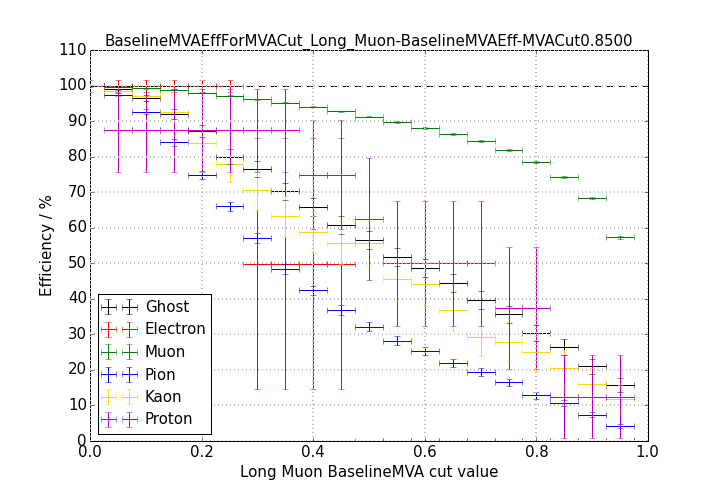 BaselineMVAEffForMVACut_Long_Muon-BaselineMVAEff-MVACut0.8500
110
100
90
80
70
60
50
40
30
20
10
0
Efficiency / %
Ghost
Electron
Muon
Pion
Kaon
Proton
0.0 0.2 0.4 0.6 0.8 1.0
Long Muon BaselineMVA cut value